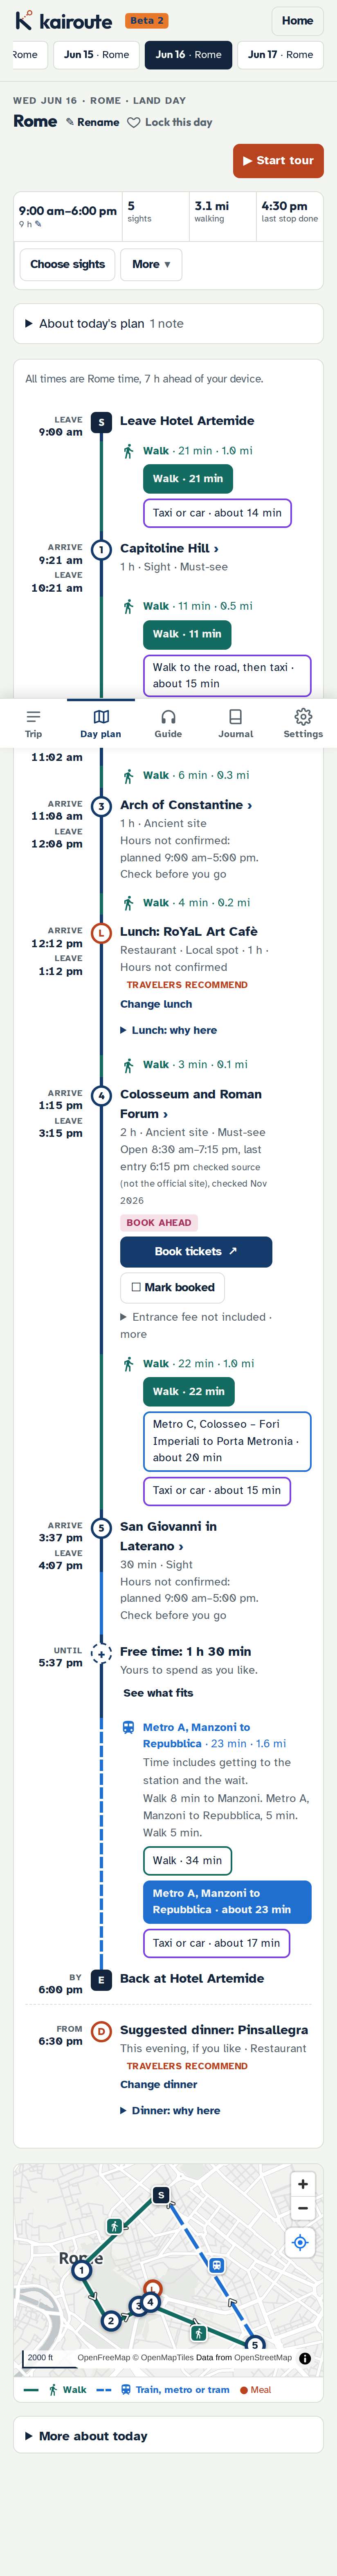 kairoute
Beta 2
Home
Rome
Jun 15 · Rome
Jun 16 · Rome
Jun 17 · Rome
WED JUN 16 · ROME · LAND DAY
Rome ✎ Rename Lock this day
▶ Start tour
9:00 am–6:00 pm
9 h ✎
5
sights
3.1 mi
walking
4:30 pm
last stop done
Choose sights
More ▾
▶ About today's plan 1 note
All times are Rome time, 7 h ahead of your device.
LEAVE
9:00 am
S
Leave Hotel Artemide
Walk · 21 min · 1.0 mi
Walk · 21 min
Taxi or car · about 14 min
ARRIVE
9:21 am
LEAVE
10:21 am
1
Capitoline Hill ›
1 h · Sight · Must-see
Walk · 11 min · 0.5 mi
Walk · 11 min
Walk to the road, then taxi ·
about 15 min
Trip
Day plan
Guide
Journal
Settings
11:02 am
Walk · 6 min · 0.3 mi
ARRIVE
11:08 am
LEAVE
12:08 pm
3
Arch of Constantine ›
1 h · Ancient site
Hours not confirmed:
planned 9:00 am–5:00 pm.
Check before you go
Walk · 4 min · 0.2 mi
ARRIVE
12:12 pm
LEAVE
1:12 pm
L
Lunch: RoYaL Art Cafè
Restaurant · Local spot · 1 h ·
Hours not confirmed
TRAVELERS RECOMMEND
Change lunch
▶ Lunch: why here
Walk · 3 min · 0.1 mi
ARRIVE
1:15 pm
LEAVE
3:15 pm
4
Colosseum and Roman
Forum ›
2 h · Ancient site · Must-see
Open 8:30 am–7:15 pm, last
entry 6:15 pm checked source
(not the official site), checked Nov
2026
BOOK AHEAD
Book tickets ↗
☐ Mark booked
▶ Entrance fee not included ·
more
Walk · 22 min · 1.0 mi
Walk · 22 min
Metro C, Colosseo – Fori
Imperiali to Porta Metronia ·
about 20 min
Taxi or car · about 15 min
ARRIVE
3:37 pm
LEAVE
4:07 pm
5
San Giovanni in
Laterano ›
30 min · Sight
Hours not confirmed:
planned 9:00 am–5:00 pm.
Check before you go
UNTIL
5:37 pm
+
Free time: 1 h 30 min
Yours to spend as you like.
See what fits
Metro A, Manzoni to
Repubblica · 23 min · 1.6 mi
Time includes getting to the
station and the wait.
Walk 8 min to Manzoni. Metro A,
Manzoni to Repubblica, 5 min.
Walk 5 min.
Walk · 34 min
Metro A, Manzoni to
Repubblica · about 23 min
Taxi or car · about 17 min
BY
6:00 pm
E
Back at Hotel Artemide
FROM
6:30 pm
D
Suggested dinner: Pinsallegra
This evening, if you like · Restaurant
TRAVELERS RECOMMEND
Change dinner
▶ Dinner: why here
S
Rome
1
2
3
4
L
5
+
−
2000 ft
OpenFreeMap © OpenMapTiles Data from OpenStreetMap
Walk
Train, metro or tram
Meal
▶ More about today